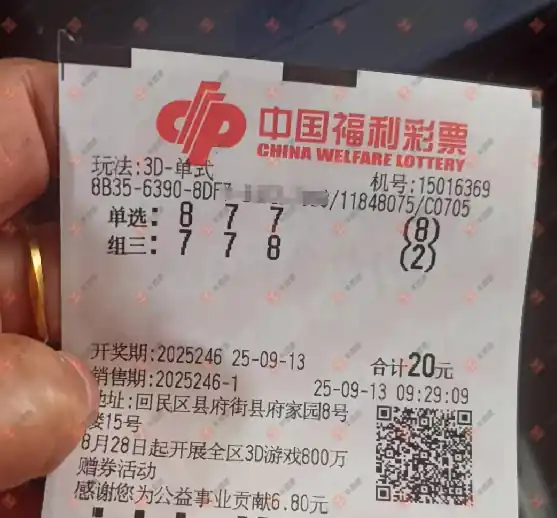 中国福利彩票
CHINA WELFARE LOTTERY
玩法:3D-单式
机号:15016369
8B35-6390-8DF /11848075/C0705
单选: 8 7 7 (8)
组三: 7 7 8 (2)
开奖期:2025246 25-09-13 合计20元
销售期:2025246-1 25-09-13 09:29:09
地址:回民区县府街县府家园8号
楼15号
8月28日起开展全区3D游戏800万
赠券活动
感谢您为公益事业贡献6.80元